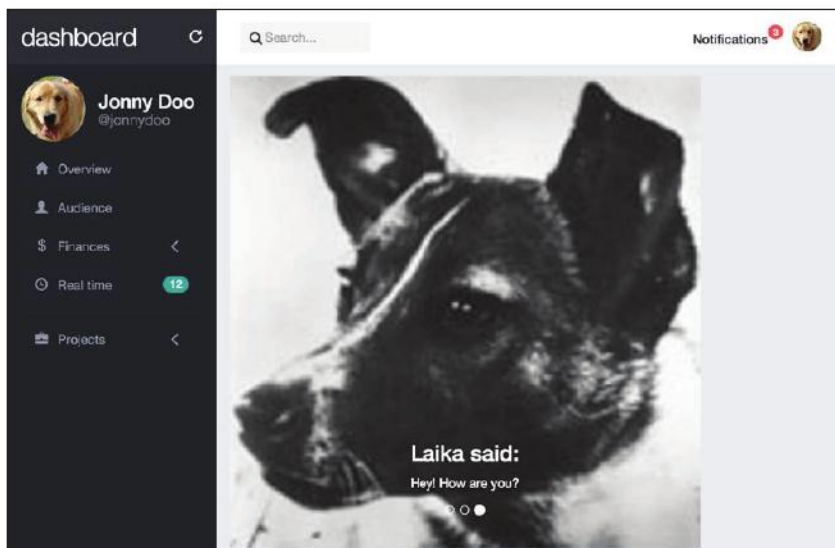 dashboard
Search...
Notifications 3
Jonny Doo
@jonnydoo
Overview
Audience
$ Finances
Real time 12
Projects
Laika said:
Hey! How are you?